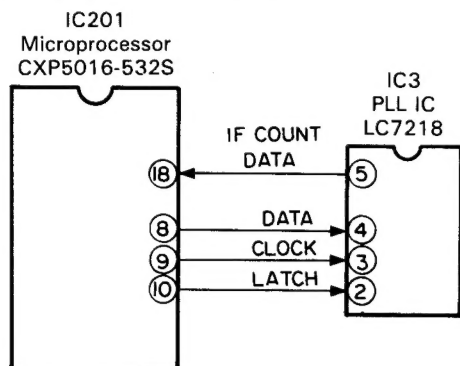 IC201
Microprocessor
CXP5016-532S
IC3
PLL IC
LC7218
IF COUNT
DATA
18
5
8
DATA
4
9
CLOCK
3
10
LATCH
2